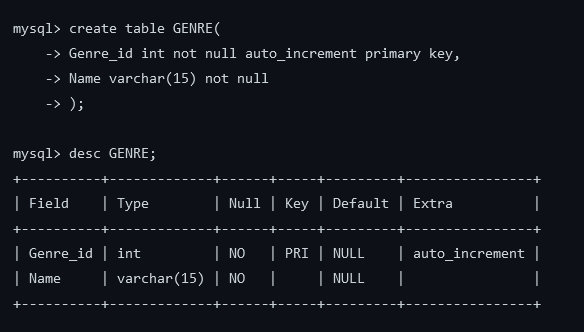 mysql> create table GENRE(
    -> Genre_id int not null auto_increment primary key,
    -> Name varchar(15) not null
    -> );
mysql> desc GENRE;
+----------+-------------+------+-----+---------+----------------+
| Field    | Type        | Null | Key | Default | Extra          |
+----------+-------------+------+-----+---------+----------------+
| Genre_id | int         | NO   | PRI | NULL    | auto_increment |
| Name     | varchar(15) | NO   |     | NULL    |                |
+----------+-------------+------+-----+---------+----------------+